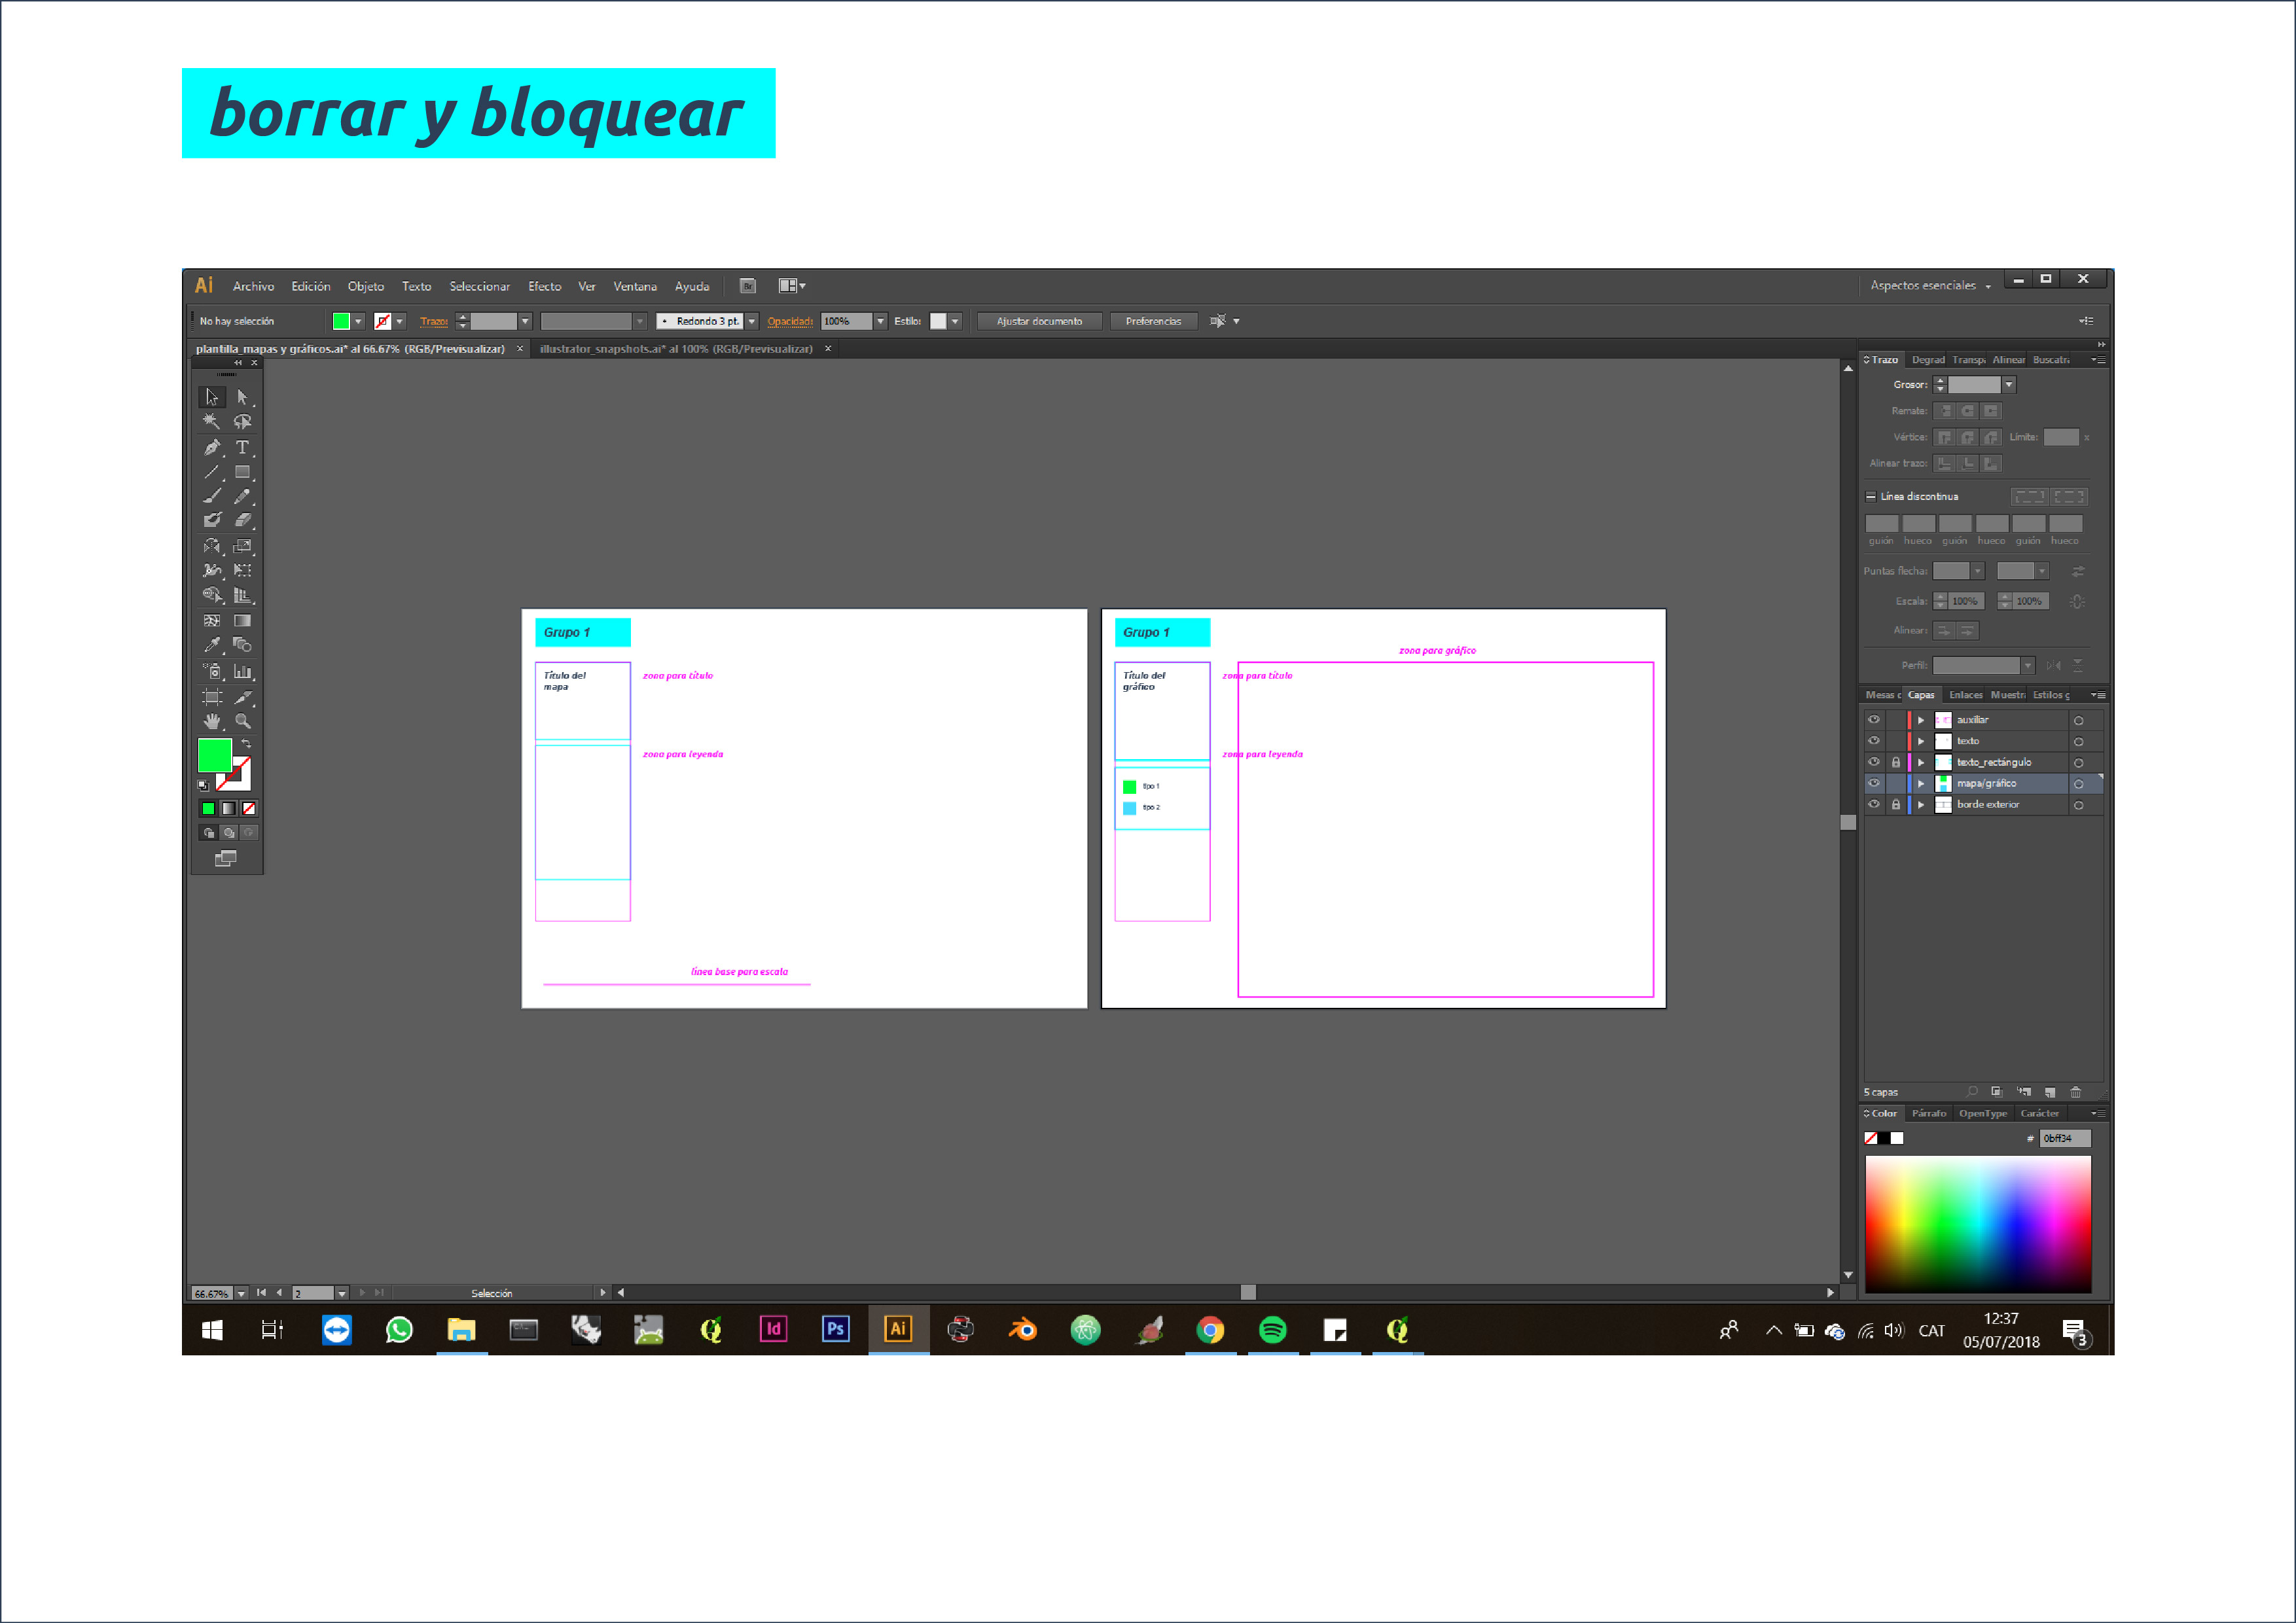 borrar y bloquear
Ai Archivo Edición Objeto Texto Seleccionar Efecto Ver Ventana Ayuda Br Aspectos esenciales
No hay selección Trazo: Redondo 3 pt. Opacidad: 100% Estilo: Ajustar documento Preferencias
plantilla_mapas y gráficos.ai* al 66.67% (RGB/Previsualizar) × illustrator_snapshots.ai* al 100% (RGB/Previsualizar) ×
Trazo Degrad Transp. Alinear Buscatr.
Grosor:
Remate:
Vértice: Límite: x
Alinear trazo:
Línea discontinua
guión hueco guión hueco guión hueco
Puntas flecha:
Escala: 100% 100%
Alinear:
Perfil:
Grupo 1
Título del
mapa
zona para título
zona para leyenda
línea base para escala
Grupo 1
zona para gráfico
Título del
gráfico
zona para título
zona para leyenda
tipo 1
tipo 2
Mesas c Capas Enlaces Muestr. Estilos g
auxiliar
texto
texto_rectángulo
mapa/gráfico
borde exterior
5 capas
Color Párrafo OpenType Carácter
# 0bff34
66.67% 2 Selección
Id Ps Ai CAT 12:37
05/07/2018 3